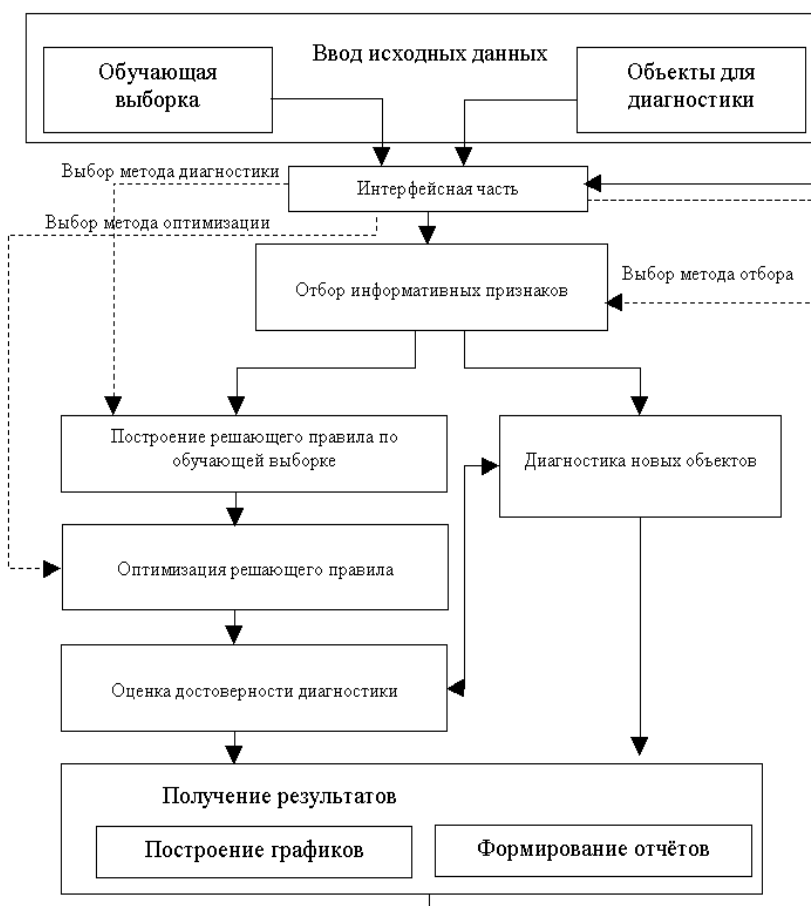 Ввод исходных данных
Обучающая
выборка
Объекты для
диагностики
Выбор метода диагностики
Интерфейсная часть
Выбор метода оптимизации
Выбор метода отбора
Отбор информативных признаков
Построение решающего правила по
обучающей выборке
Диагностика новых объектов
Оптимизация решающего правила
Оценка достоверности диагностики
Получение результатов
Построение графиков
Формирование отчётов